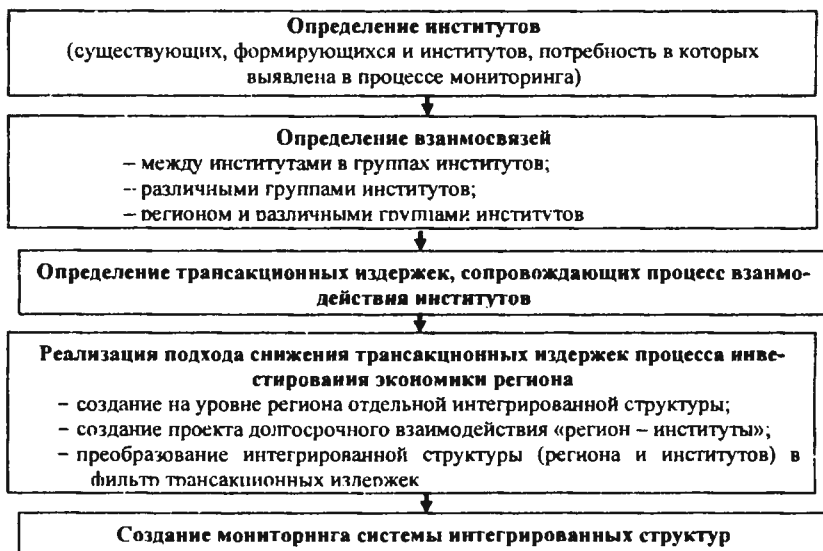 Определение институтов
(существующих, формирующихся и институтов, потребность в которых
выявлена в процессе мониторинга)
Определение взаимосвязей
– между институтами в группах институтов;
– различными группами институтов;
– регионом и различными группами институтов
Определение трансакционных издержек, сопровождающих процесс взаимо-
действия институтов
Реализация подхода снижения трансакционных издержек процесса инве-
стирования экономики региона
– создание на уровне региона отдельной интегрированной структуры;
– создание проекта долгосрочного взаимодействия «регион – институты»;
– преобразование интегрированной структуры (региона и институтов) в
фильтр трансакционных издержек
Создание мониторинга системы интегрированных структур